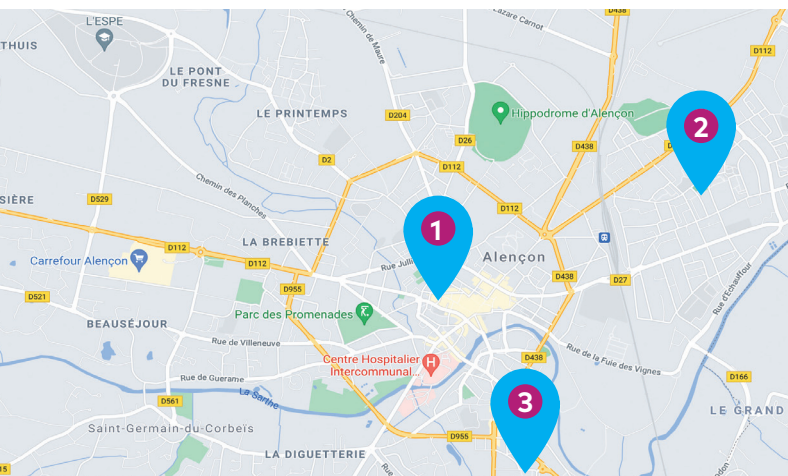 D438
Lazare Carnot
L'ESPE
Chemin de Maure
THUIS
D112
LE PONT
DU FRESNE
LE PRINTEMPS
D204
Hippodrome d'Alençon
2
D26
D438
D2
D112
Chemin des Planches
SIÈRE
D529
D112
1
LA BREBIETTE
D112
Carrefour Alençon
D112
Rue Julli
Alençon
D438
D27
D955
D521
Rue d'Échauffour
Parc des Promenades
BEAUSÉJOUR
Rue de Villeneuve
Rue de la Fuie des Vignes
Centre Hospitalier
Intercommunal...
H
D438
D166
Rue de Guerame
La Sarthe
D561
3
LE GRAND
Saint-Germain-du-Corbéis
D955
LA DIGUETTERIE
15